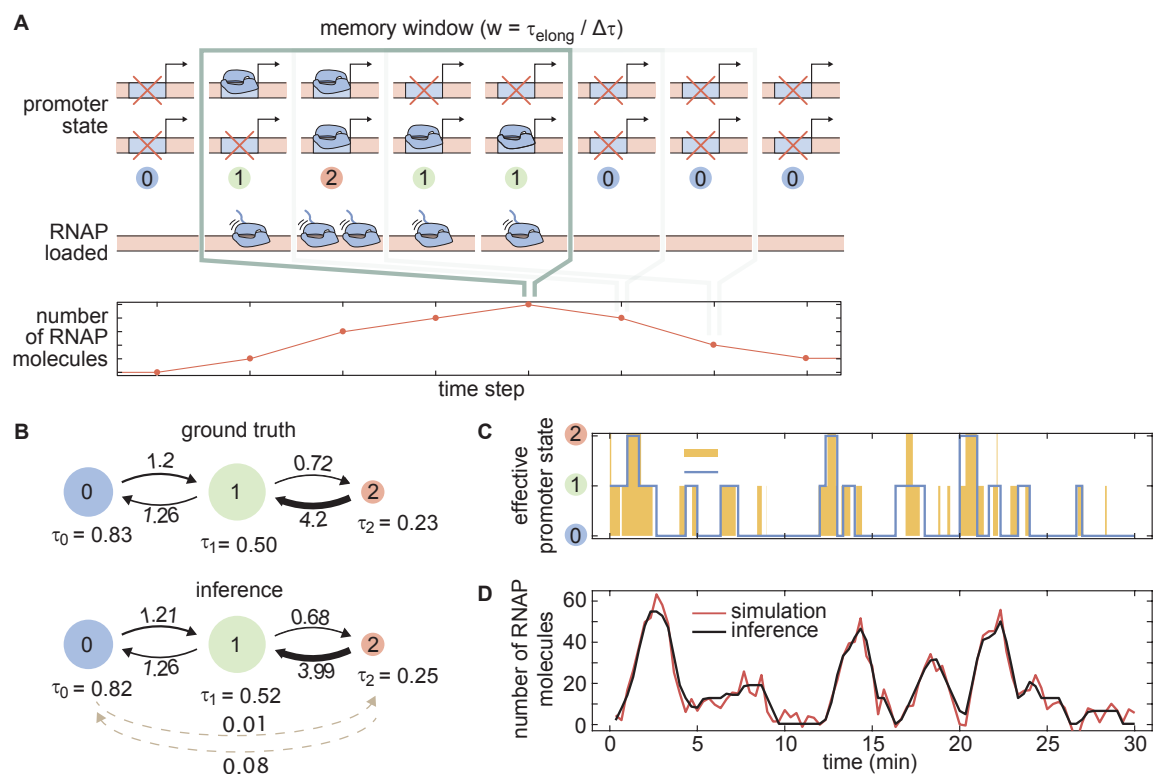 A
memory window (w = τelong / Δτ)
promoter
state
0 1 2 1 1 0 0 0
RNAP
loaded
number
of RNAP
molecules
time step
B
ground truth
1.2 0.72
0 1 2
1.26 4.2
τ0 = 0.83 τ1 = 0.50 τ2 = 0.23
inference
1.21 0.68
0 1 2
1.26 3.99
τ0 = 0.82 τ1 = 0.52 τ2 = 0.25
0.01
0.08
C
effective
promoter state
2
1
0
D
number of RNAP
molecules
60
40
20
0
simulation
inference
0 5 10 15 20 25 30
time (min)